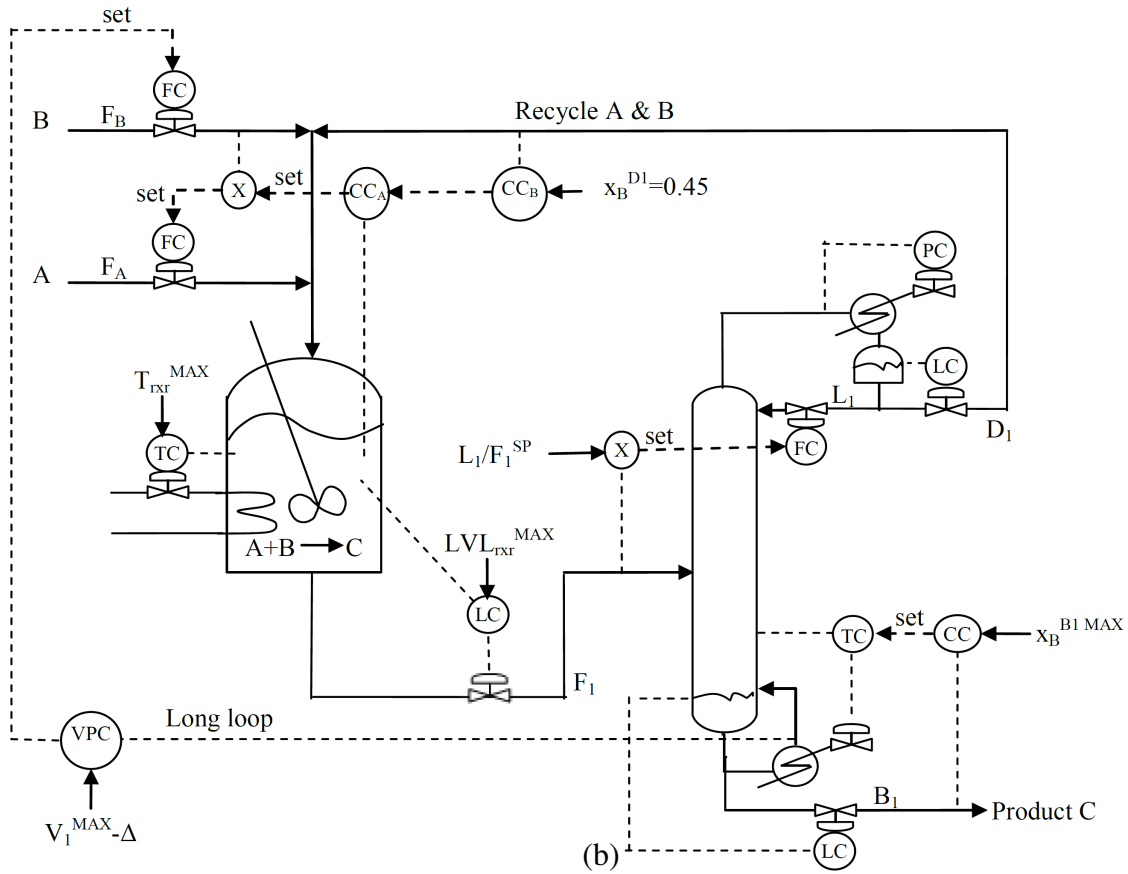 set
FC
B
F_B
Recycle A & B
X
set
CC_A
CC_B
x_B^D1=0.45
set
FC
A
F_A
PC
LC
L_1
D_1
T_rxr^MAX
TC
L_1/F_1^SP
X
set
FC
A+B → C
LVL_rxr^MAX
LC
F_1
TC
set
CC
x_B^B1 MAX
VPC
Long loop
V_1^MAX-Δ
B_1
Product C
LC
(b)